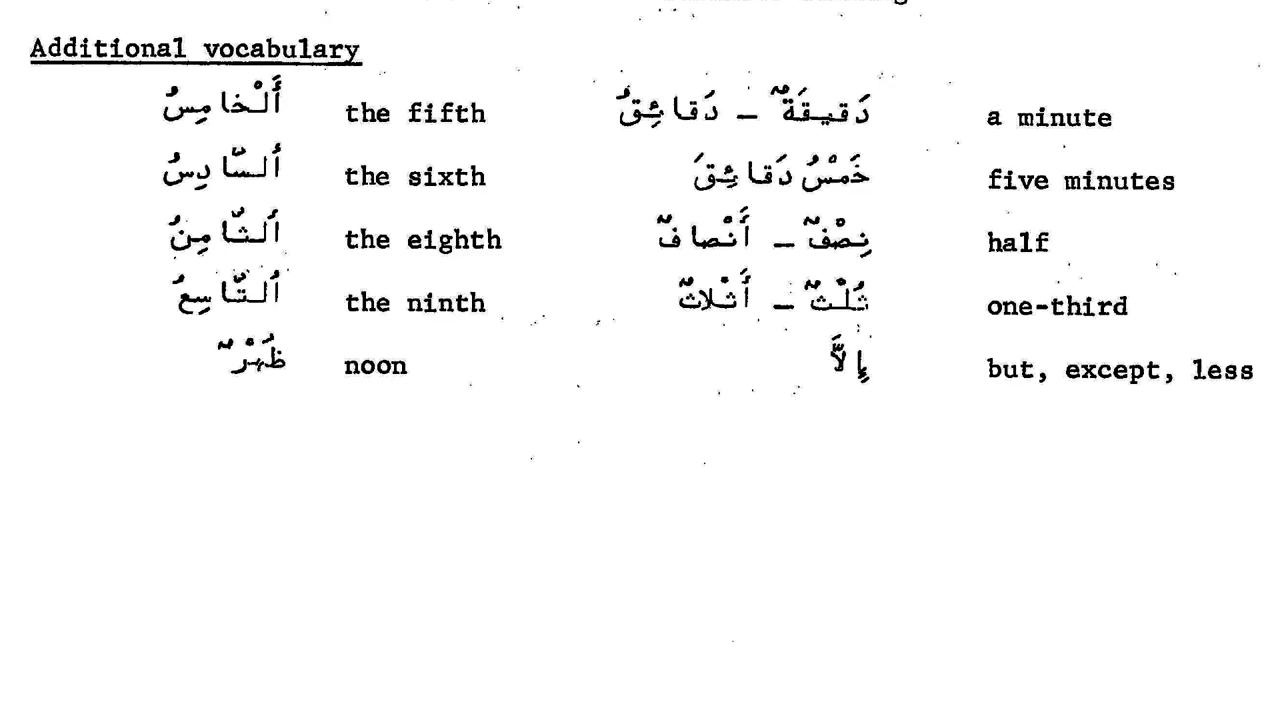 Additional vocabulary
أَلْخامِسُ the fifth دَقيقَةٌ – دَقائِقُ a minute
أَلسّادِسُ the sixth خَمْسُ دَقائِقَ five minutes
أَلثّامِنُ the eighth نِصْفٌ – أَنْصافٌ half
أَلتّاسِعُ the ninth ثُلْثٌ – أَثْلاثٌ one-third
ظُهْرٌ noon إِلاَّ but, except, less